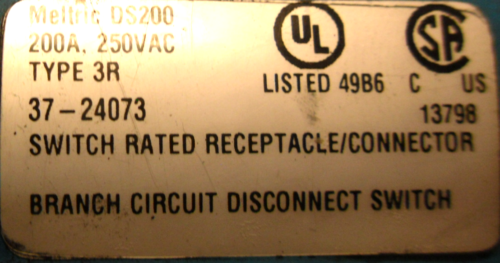 Meltric DS200
200A, 250VAC
TYPE 3R
UL
LISTED 49B6
SA
C US
13798
37-24073
SWITCH RATED RECEPTACLE/CONNECTOR
BRANCH CIRCUIT DISCONNECT SWITCH